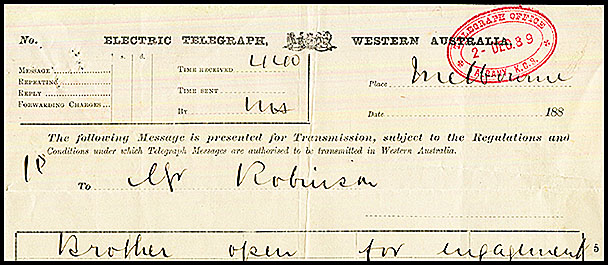 No. ELECTRIC TELEGRAPH, WESTERN AUSTRALIA
TELEGRAPH OFFICE
2-DEC.89
ALBANY K.G.S.
MESSAGE
REPEATING
REPLY
FORWARDING CHARGES
TIME RECEIVED 440
TIME SENT
BY
Place, Melbourne
Date 188
The following Message is presented for Transmission, subject to the Regulations and
Conditions under which Telegraph Messages are authorised to be transmitted in Western Australia.
To Mr Robinson
Brother open for engagement 5